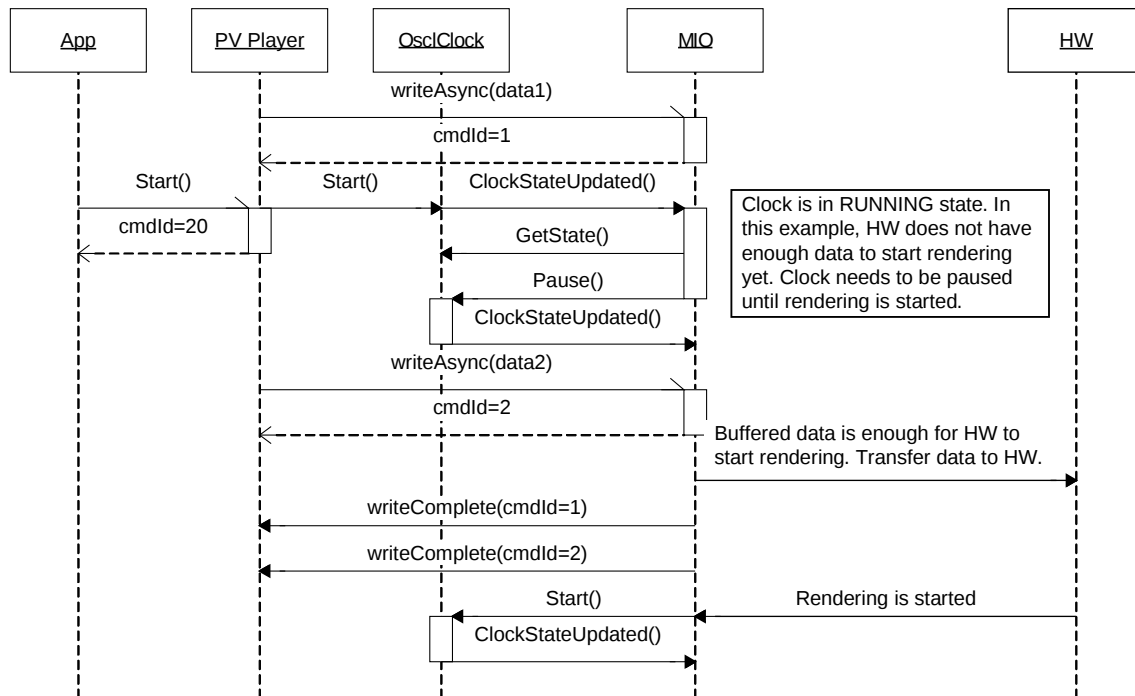 App
PV Player
OsclClock
MIO
HW
writeAsync(data1)
cmdId=1
Start()
Start()
ClockStateUpdated()
cmdId=20
GetState()
Pause()
ClockStateUpdated()
Clock is in RUNNING state. In
this example, HW does not have
enough data to start rendering
yet. Clock needs to be paused
until rendering is started.
writeAsync(data2)
cmdId=2
Buffered data is enough for HW to
start rendering. Transfer data to HW.
writeComplete(cmdId=1)
writeComplete(cmdId=2)
Start()
Rendering is started
ClockStateUpdated()